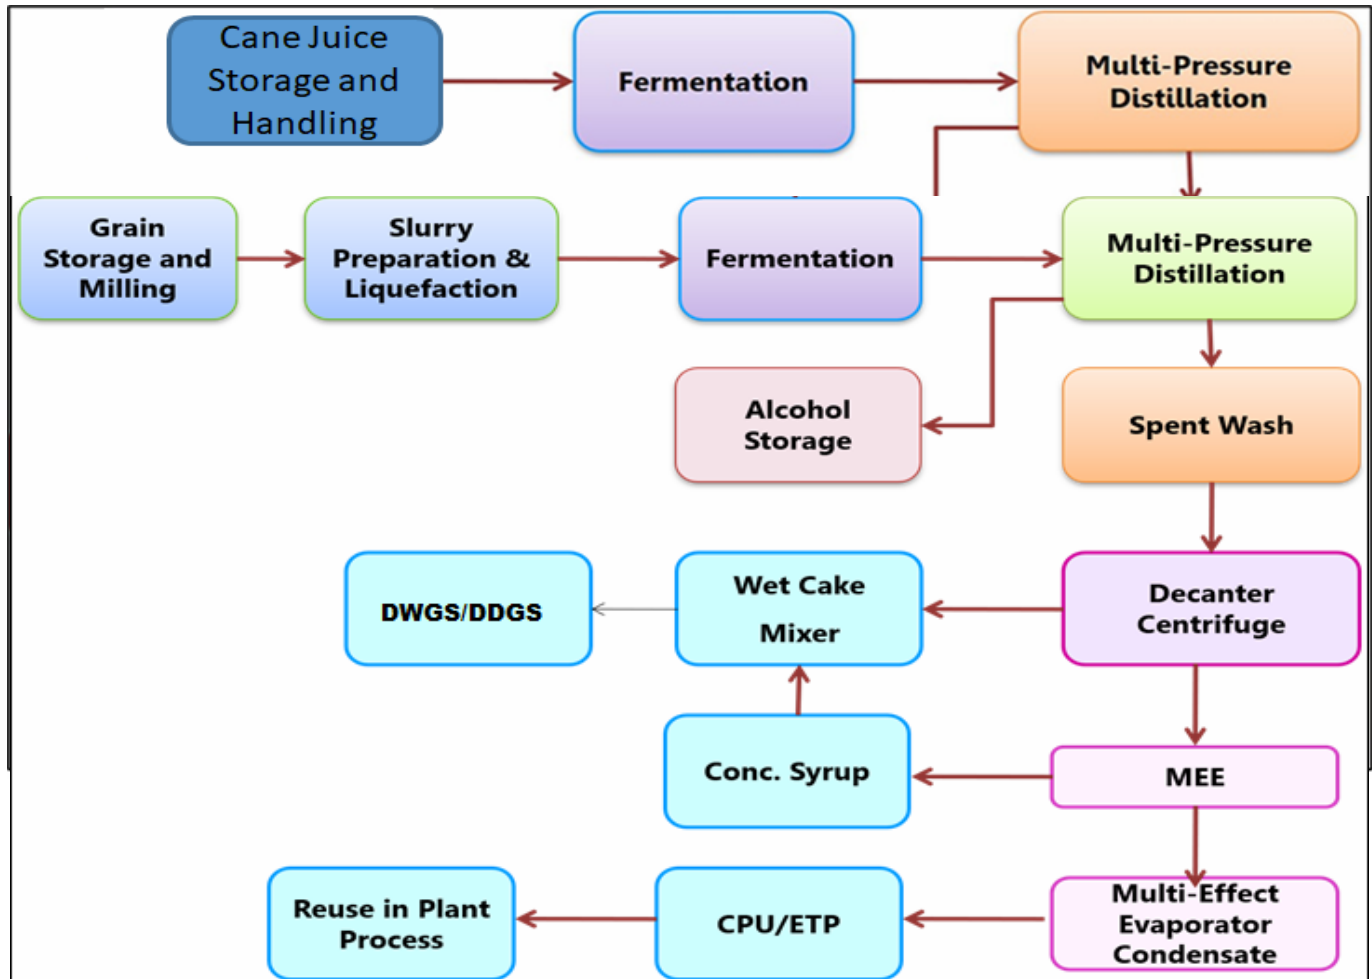 Cane Juice
Storage and
Handling
Fermentation
Multi-Pressure
Distillation
Grain
Storage and
Milling
Slurry
Preparation &
Liquefaction
Fermentation
Multi-Pressure
Distillation
Alcohol
Storage
Spent Wash
DWGS/DDGS
Wet Cake
Mixer
Decanter
Centrifuge
Conc. Syrup
MEE
Reuse in Plant
Process
CPU/ETP
Multi-Effect
Evaporator
Condensate